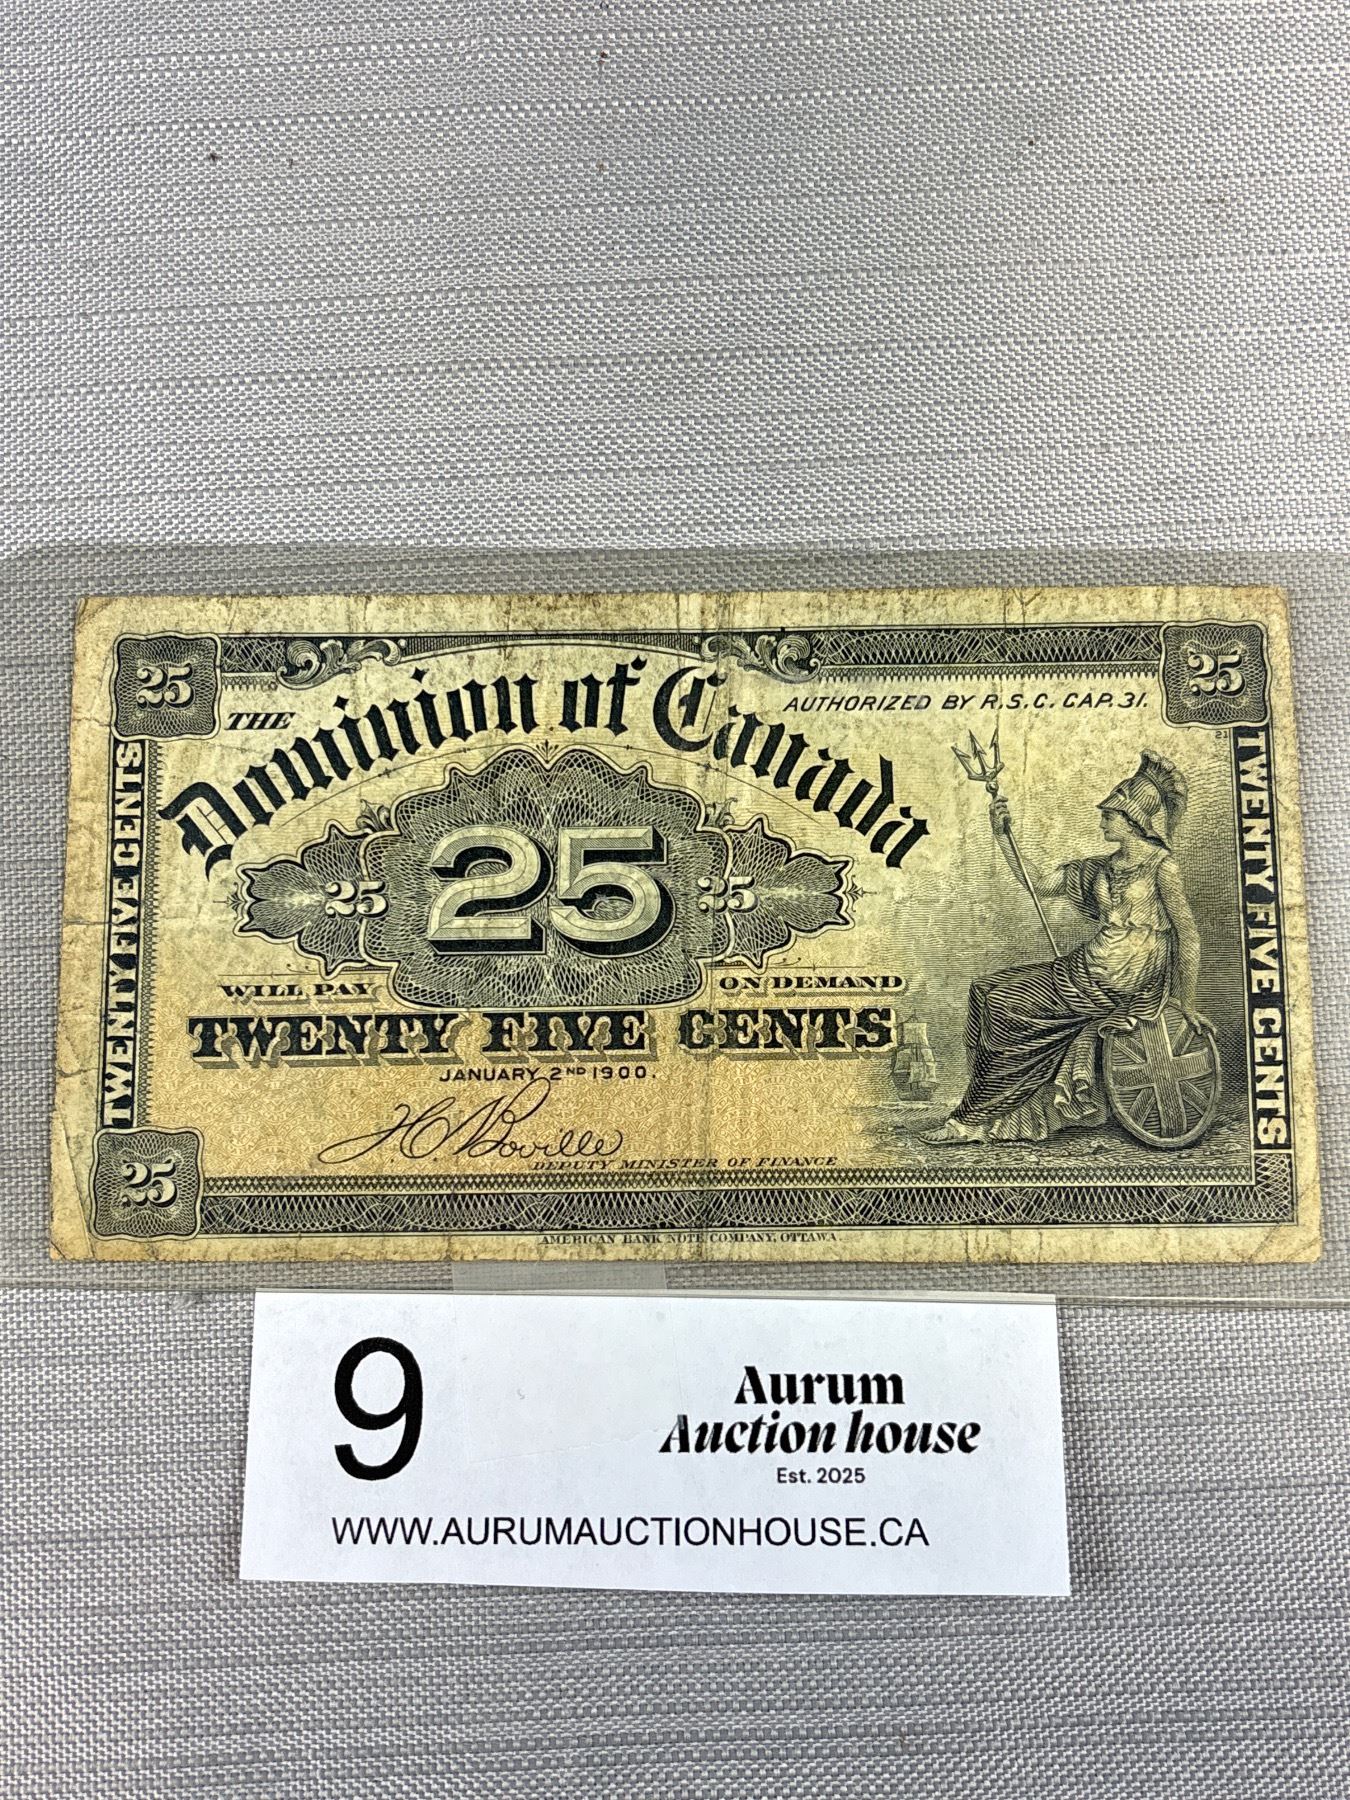 25
25
THE
Dominion of Canada
AUTHORIZED BY R.S.C. CAP. 31.
21
TWENTY FIVE CENTS
25
25
25
TWENTY FIVE CENTS
WILL PAY
ON DEMAND
TWENTY FIVE CENTS
JANUARY 2ND 1900.
J.C. Boville
DEPUTY MINISTER OF FINANCE
25
AMERICAN BANK NOTE COMPANY, OTTAWA.
9
Aurum
Auction house
Est. 2025
WWW.AURUMAUCTIONHOUSE.CA